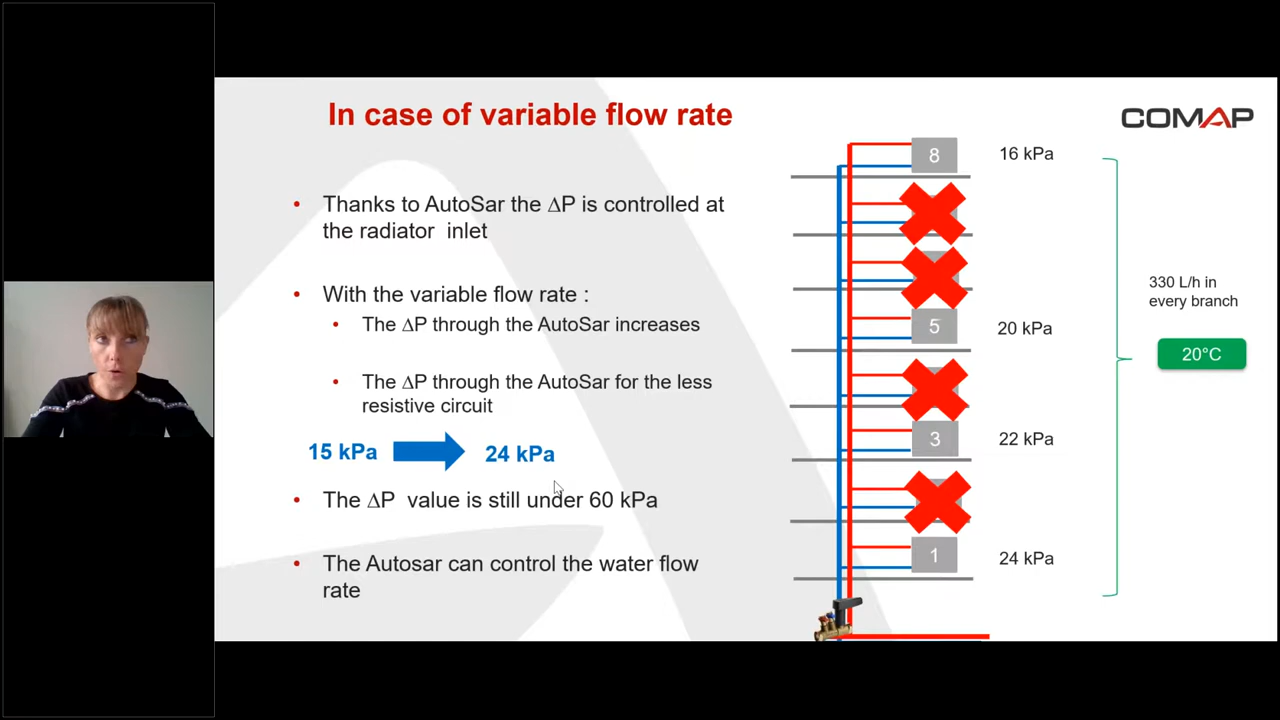 In case of variable flow rate
COMAP
• Thanks to AutoSar the ΔP is controlled at
the radiator inlet
• With the variable flow rate :
• The ΔP through the AutoSar increases
• The ΔP through the AutoSar for the less
resistive circuit
15 kPa
24 kPa
• The ΔP value is still under 60 kPa
• The Autosar can control the water flow
rate
8
16 kPa
5
20 kPa
3
22 kPa
1
24 kPa
330 L/h in
every branch
20°C